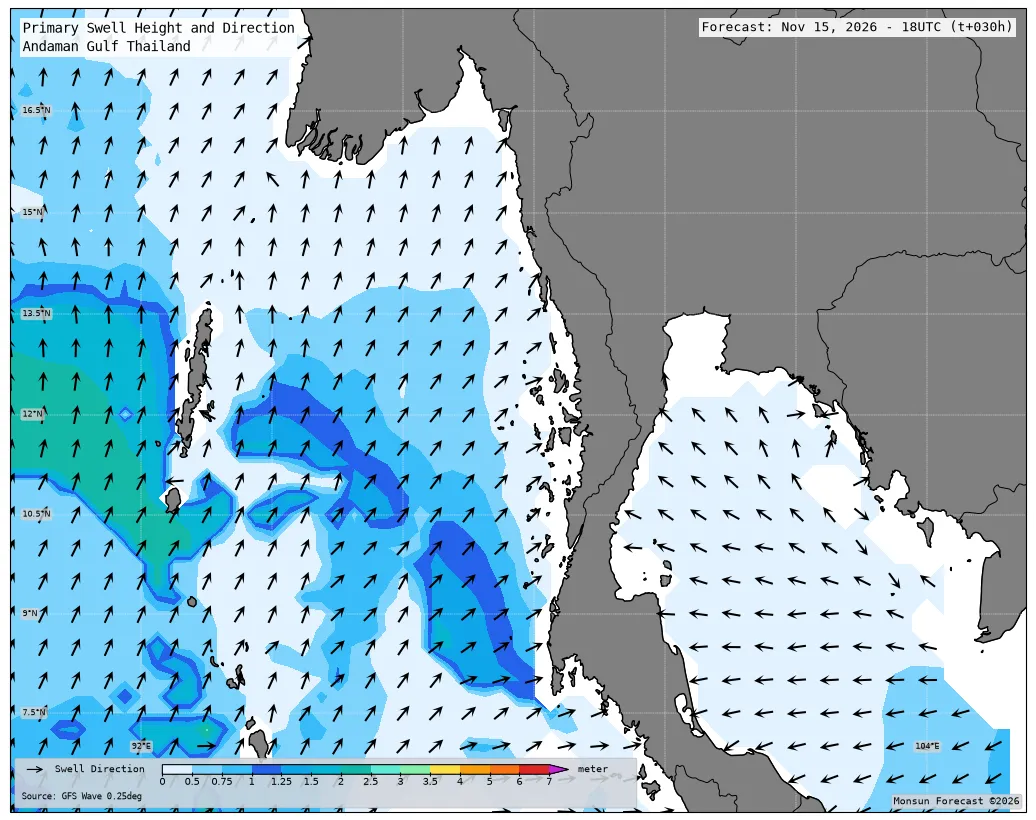 Primary Swell Height and Direction
Andaman Gulf Thailand
Forecast: Nov 15, 2026 - 18UTC (t+030h)
16.5°N
15°N
13.5°N
12°N
10.5°N
9°N
7.5°N
92°E
104°E
Swell Direction
meter
0 0.5 0.75 1 1.25 1.5 2 2.5 3 3.5 4 5 6 7
Source: GFS Wave 0.25deg
Monsun Forecast ©2026